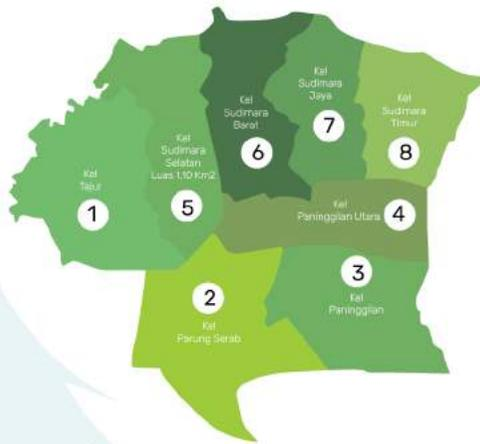 Kel
Tajur
1
Kel
Sudimara
Selatan
Luas 1,10 Km2
5
Kel
Sudimara
Barat
6
Kel
Sudimara
Jaya
7
Kel
Sudimara
Timur
8
Kel
Paninggilan Utara
4
3
Kel
Paninggilan
2
Kel
Parung Serab